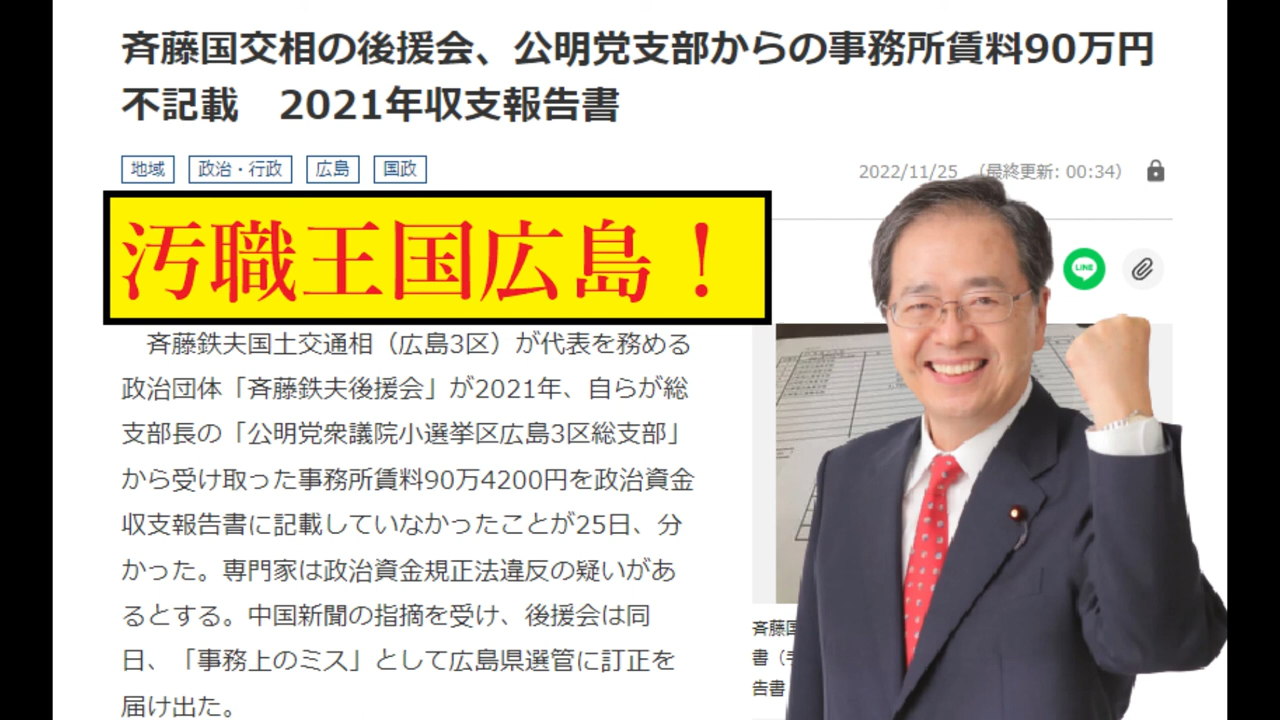 斉藤国交相の後援会、公明党支部からの事務所賃料90万円
不記載　2021年収支報告書
地域 政治・行政 広島 国政
2022/11/25 （最終更新: 00:34）
汚職王国広島！
LINE
斉藤鉄夫国土交通相（広島3区）が代表を務める
政治団体「斉藤鉄夫後援会」が2021年、自らが総
支部長の「公明党衆議院小選挙区広島3区総支部」
から受け取った事務所賃料90万4200円を政治資金
収支報告書に記載していなかったことが25日、分
かった。専門家は政治資金規正法違反の疑いがあ
るとする。中国新聞の指摘を受け、後援会は同
日、「事務上のミス」として広島県選管に訂正を
届け出た。
斉藤国
書（
告書